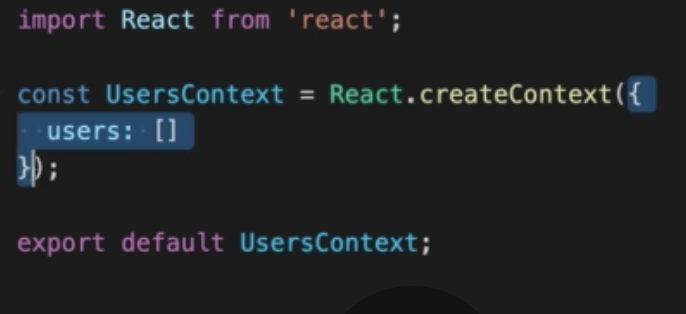 import React from 'react';
const UsersContext = React.createContext({
users: []
});
export default UsersContext;